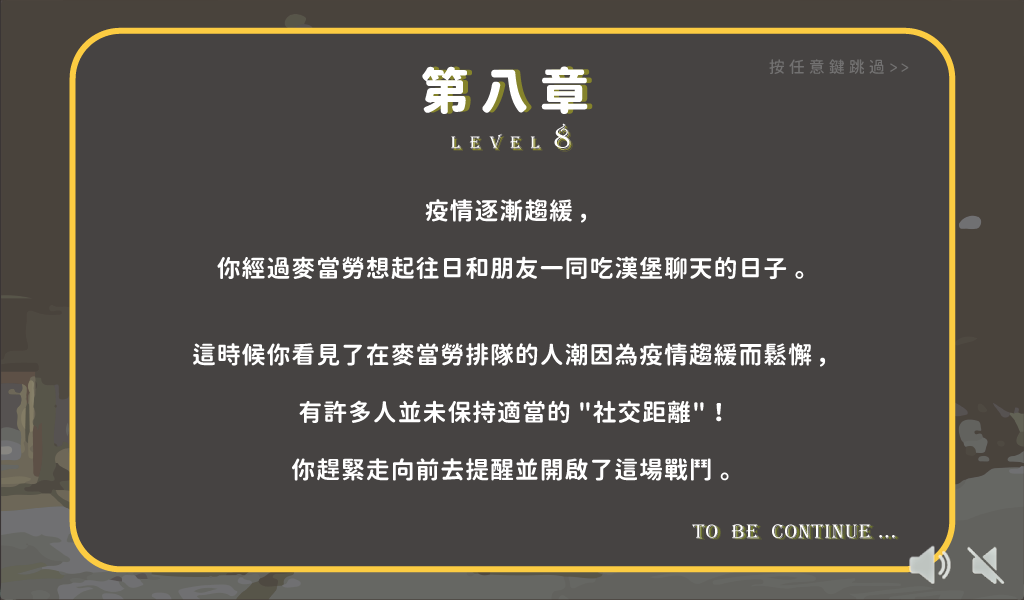 按任意鍵跳過>>
第八章
LEVEL 8
疫情逐漸趨緩，
你經過麥當勞想起往日和朋友一同吃漢堡聊天的日子。
這時候你看見了在麥當勞排隊的人潮因為疫情趨緩而鬆懈，
有許多人並未保持適當的"社交距離"！
你趕緊走向前去提醒並開啟了這場戰鬥。
TO BE CONTINUE...